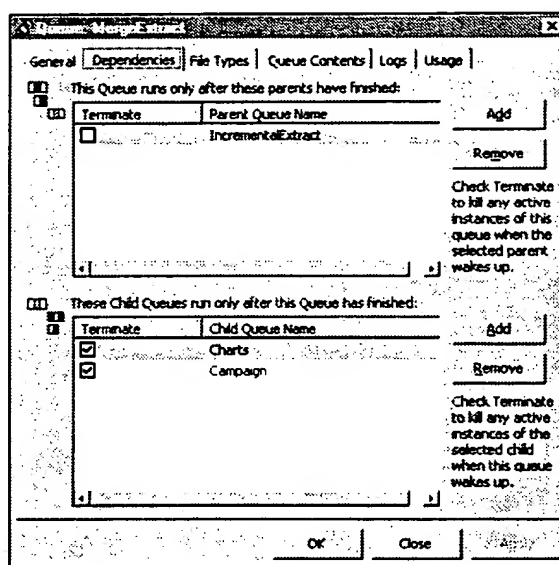 General Dependencies File Types Queue Contents Logs Usage
This Queue runs only after these parents have finished:
Terminate Parent Queue Name
IncrementalExtract
Add
Remove
Check Terminate
to kill any active
instances of this
queue when the
selected parent
wakes up.
These Child Queues run only after this Queue has finished:
Terminate Child Queue Name
Charts
Campaign
Add
Remove
Check Terminate
to kill any active
instances of the
selected child
when this queue
wakes up.
OK Close Apply